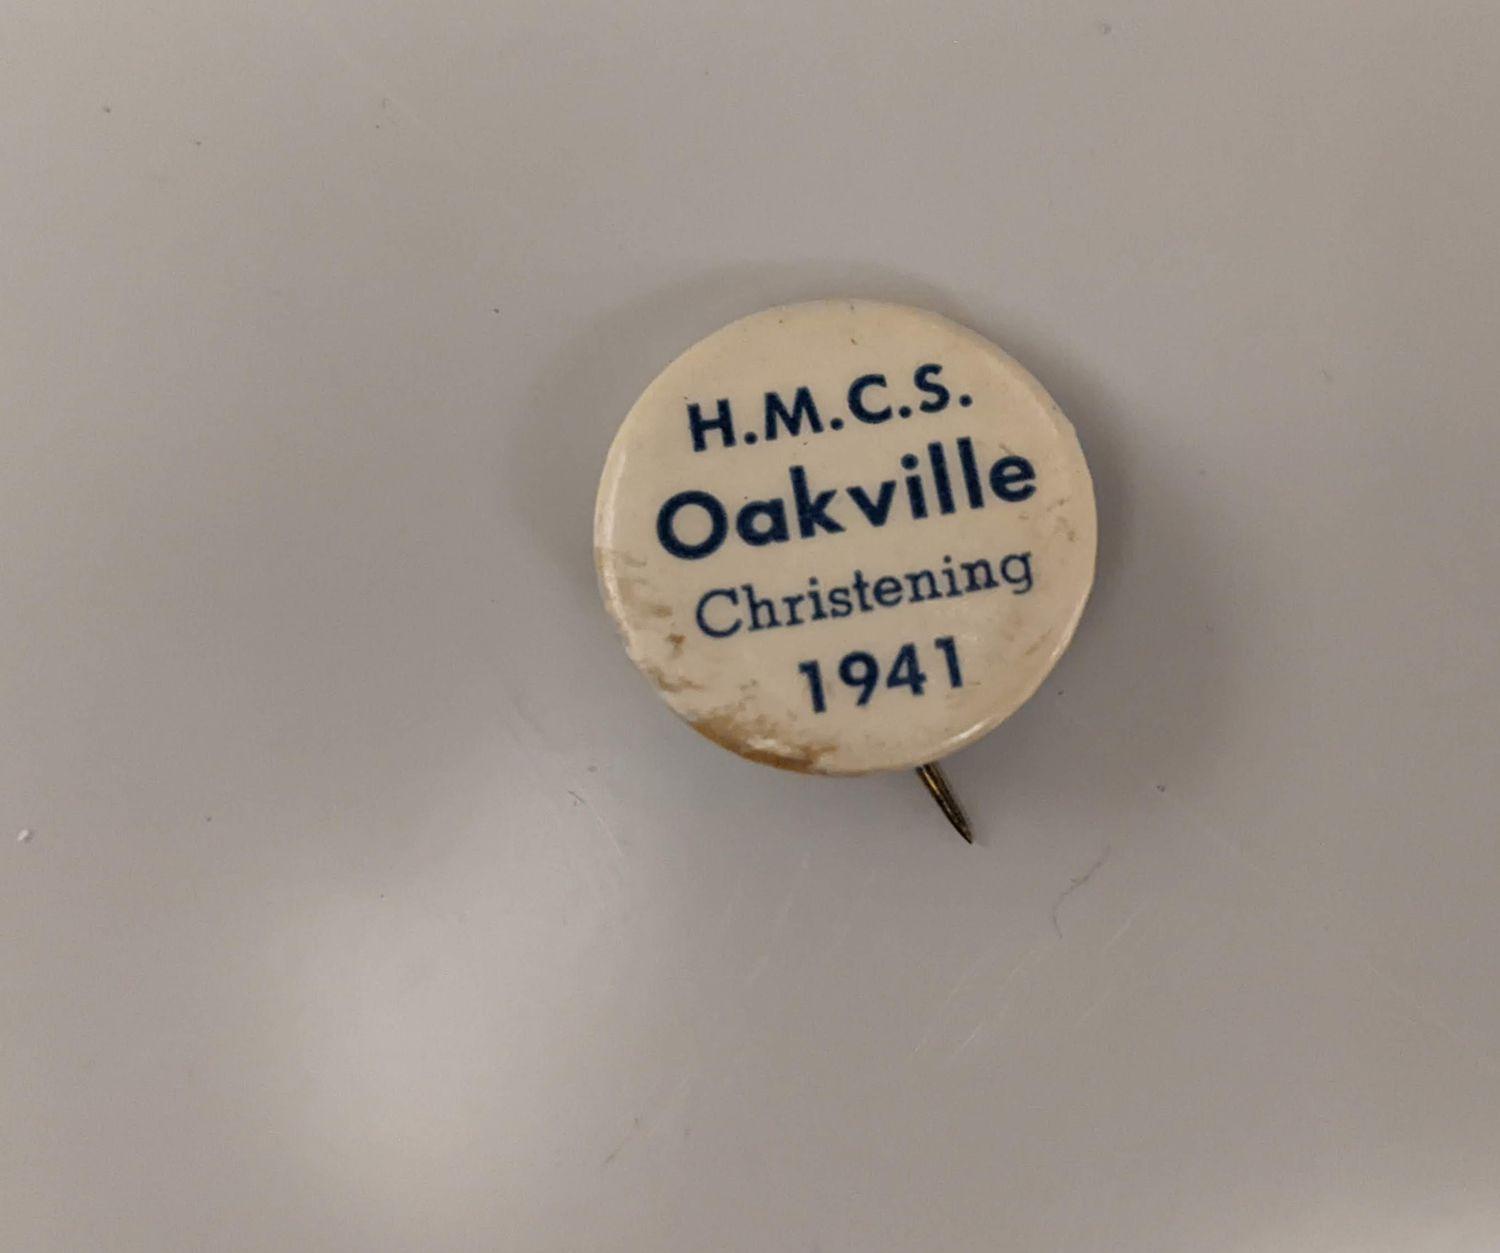 H.M.C.S.
Oakville
Christening
1941